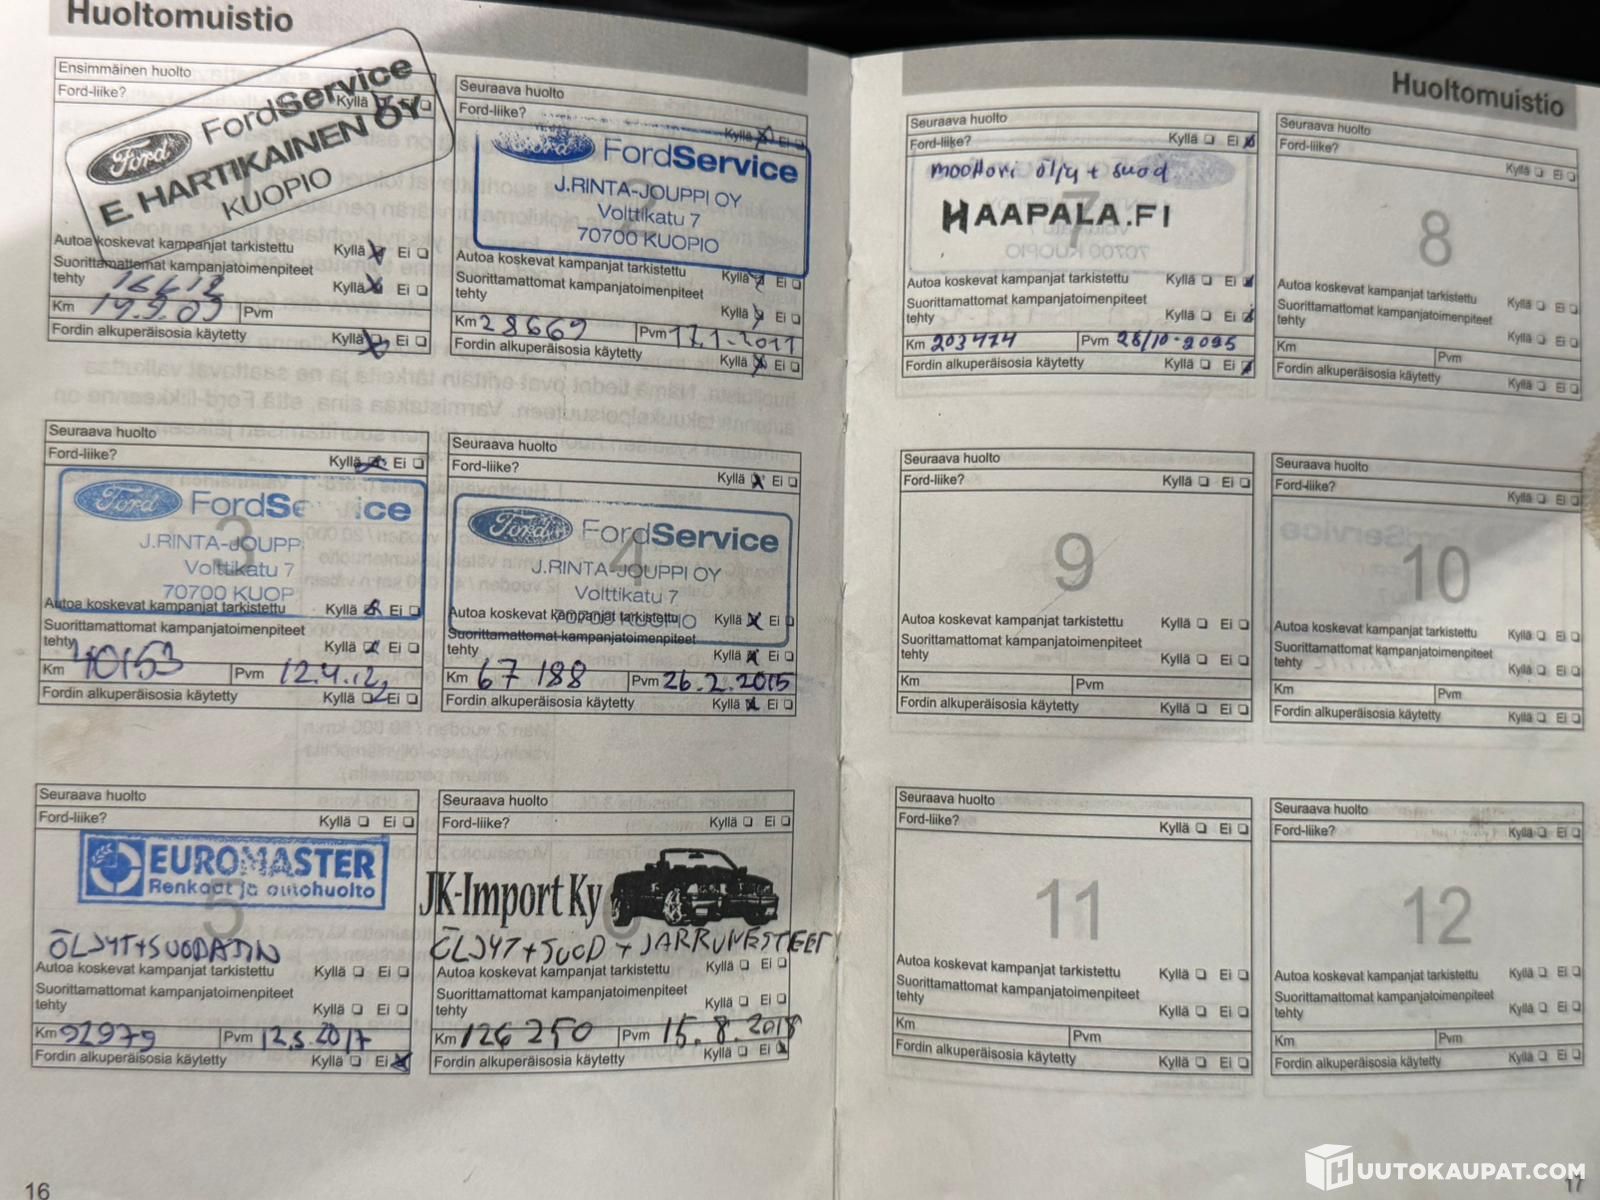 Huoltomuistio
Ensimmäinen huolto
Ford-liike?
Kyllä Ei
Ford
FordService
E. HARTIKAINEN OY
KUOPIO
Autoa koskevat kampanjat tarkistettu Kyllä Ei
Suorittamattomat kampanjatoimenpiteet
tehty Kyllä Ei
Km Pvm
Fordin alkuperäisosia käytetty Kyllä Ei
Seuraava huolto
Ford-liike?
Kyllä Ei
FordService
J.RINTA-JOUPPI OY
Volttikatu 7
70700 KUOPIO
2
Autoa koskevat kampanjat tarkistettu
Kyllä Ei
Suorittamattomat kampanjatoimenpiteet
tehty Kyllä Ei
Km 28669 Pvm 17.1.2011
Fordin alkuperäisosia käytetty Kyllä Ei
Seuraava huolto
Ford-liike?
Kyllä Ei
Ford
J.RINTA-JOUPP
3
Volttikatu 7
70700 KUOP
Autoa koskevat kampanjat tarkistettu Kyllä Ei
Suorittamattomat kampanjatoimenpiteet
tehty Kyllä Ei
Km 40153 Pvm 12.4.12
Fordin alkuperäisosia käytetty Kyllä Ei
Seuraava huolto
Ford-liike?
Kyllä Ei
Ford
FordService
4
J.RINTA-JOUPPI OY
Volttikatu 7
70700 KUOPIO
Autoa koskevat kampanjat tarkistettu Kyllä Ei
Suorittamattomat kampanjatoimenpiteet
tehty Kyllä Ei
Km 67 188 Pvm 26.2.2015
Fordin alkuperäisosia käytetty Kyllä Ei
Seuraava huolto
Ford-liike? Kyllä Ei
EUROMASTER
Renkaat ja autohuolto
5
ÖLJYT+SUODATIN
Autoa koskevat kampanjat tarkistettu Kyllä Ei
Suorittamattomat kampanjatoimenpiteet
tehty Kyllä Ei
Km 92979 Pvm 12.5.2017
Fordin alkuperäisosia käytetty Kyllä Ei
Seuraava huolto
Ford-liike? Kyllä Ei
JK-Import Ky
ÖLJYT+SUOD + JARRUNESTEET
Autoa koskevat kampanjat tarkistettu Kyllä Ei
Suorittamattomat kampanjatoimenpiteet
tehty Kyllä Ei
Km 126 250 Pvm 15.8.2018
Fordin alkuperäisosia käytetty Kyllä Ei
16
Huoltomuistio
Seuraava huolto
Ford-liike? Kyllä Ei
moottori öljy + suod
7
HAAPALA.FI
Autoa koskevat kampanjat tarkistettu Kyllä Ei
Suorittamattomat kampanjatoimenpiteet
tehty Kyllä Ei
Km 203474 Pvm 28/10.2025
Fordin alkuperäisosia käytetty Kyllä Ei
Seuraava huolto
Ford-liike?
Kyllä Ei
8
Autoa koskevat kampanjat tarkistettu
Kyllä Ei
Suorittamattomat kampanjatoimenpiteet
tehty Kyllä Ei
Km Pvm
Fordin alkuperäisosia käytetty Kyllä Ei
Seuraava huolto
Ford-liike? Kyllä Ei
9
Autoa koskevat kampanjat tarkistettu Kyllä Ei
Suorittamattomat kampanjatoimenpiteet
tehty Kyllä Ei
Km Pvm
Fordin alkuperäisosia käytetty Kyllä Ei
Seuraava huolto
Ford-liike?
Kyllä Ei
10
Autoa koskevat kampanjat tarkistettu Kyllä Ei
Suorittamattomat kampanjatoimenpiteet
tehty Kyllä Ei
Km Pvm
Fordin alkuperäisosia käytetty Kyllä Ei
Seuraava huolto
Ford-liike? Kyllä Ei
11
Autoa koskevat kampanjat tarkistettu Kyllä Ei
Suorittamattomat kampanjatoimenpiteet
tehty Kyllä Ei
Km Pvm
Fordin alkuperäisosia käytetty Kyllä Ei
Seuraava huolto
Ford-liike? Kyllä Ei
12
Autoa koskevat kampanjat tarkistettu Kyllä Ei
Suorittamattomat kampanjatoimenpiteet
tehty Kyllä Ei
Km Pvm
Fordin alkuperäisosia käytetty Kyllä Ei
17
HUUTOKAUPAT.COM